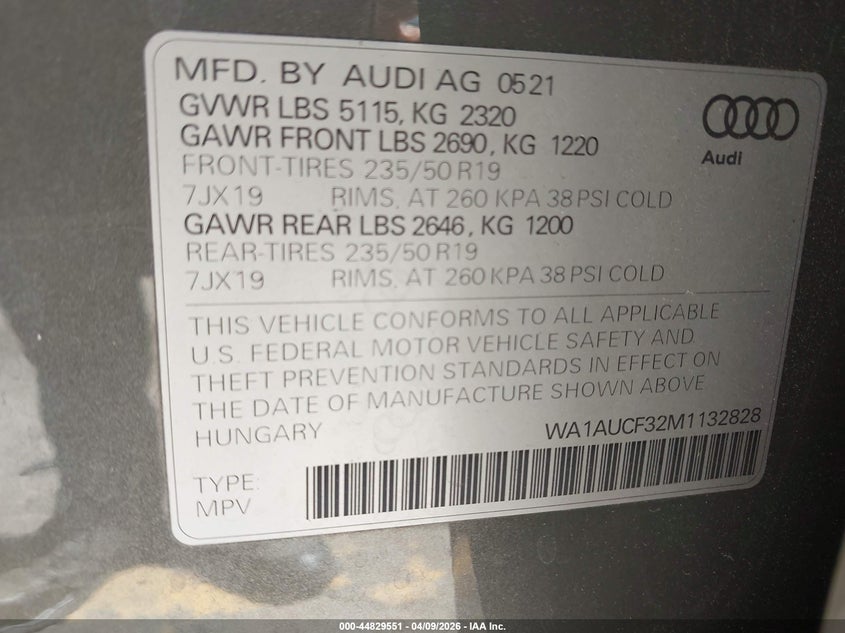 MFD. BY AUDI AG 0521
GVWR LBS 5115, KG 2320
GAWR FRONT LBS 2690, KG 1220
FRONT-TIRES 235/50 R19
7JX19 RIMS, AT 260 KPA 38 PSI COLD
GAWR REAR LBS 2646, KG 1200
REAR-TIRES 235/50 R19
7JX19 RIMS, AT 260 KPA 38 PSI COLD
Audi
THIS VEHICLE CONFORMS TO ALL APPLICABLE
U.S. FEDERAL MOTOR VEHICLE SAFETY AND
THEFT PREVENTION STANDARDS IN EFFECT ON
THE DATE OF MANUFACTURE SHOWN ABOVE
HUNGARY WA1AUCF32M1132828
TYPE:
MPV
000-44829551 - 04/09/2026 - IAA Inc.